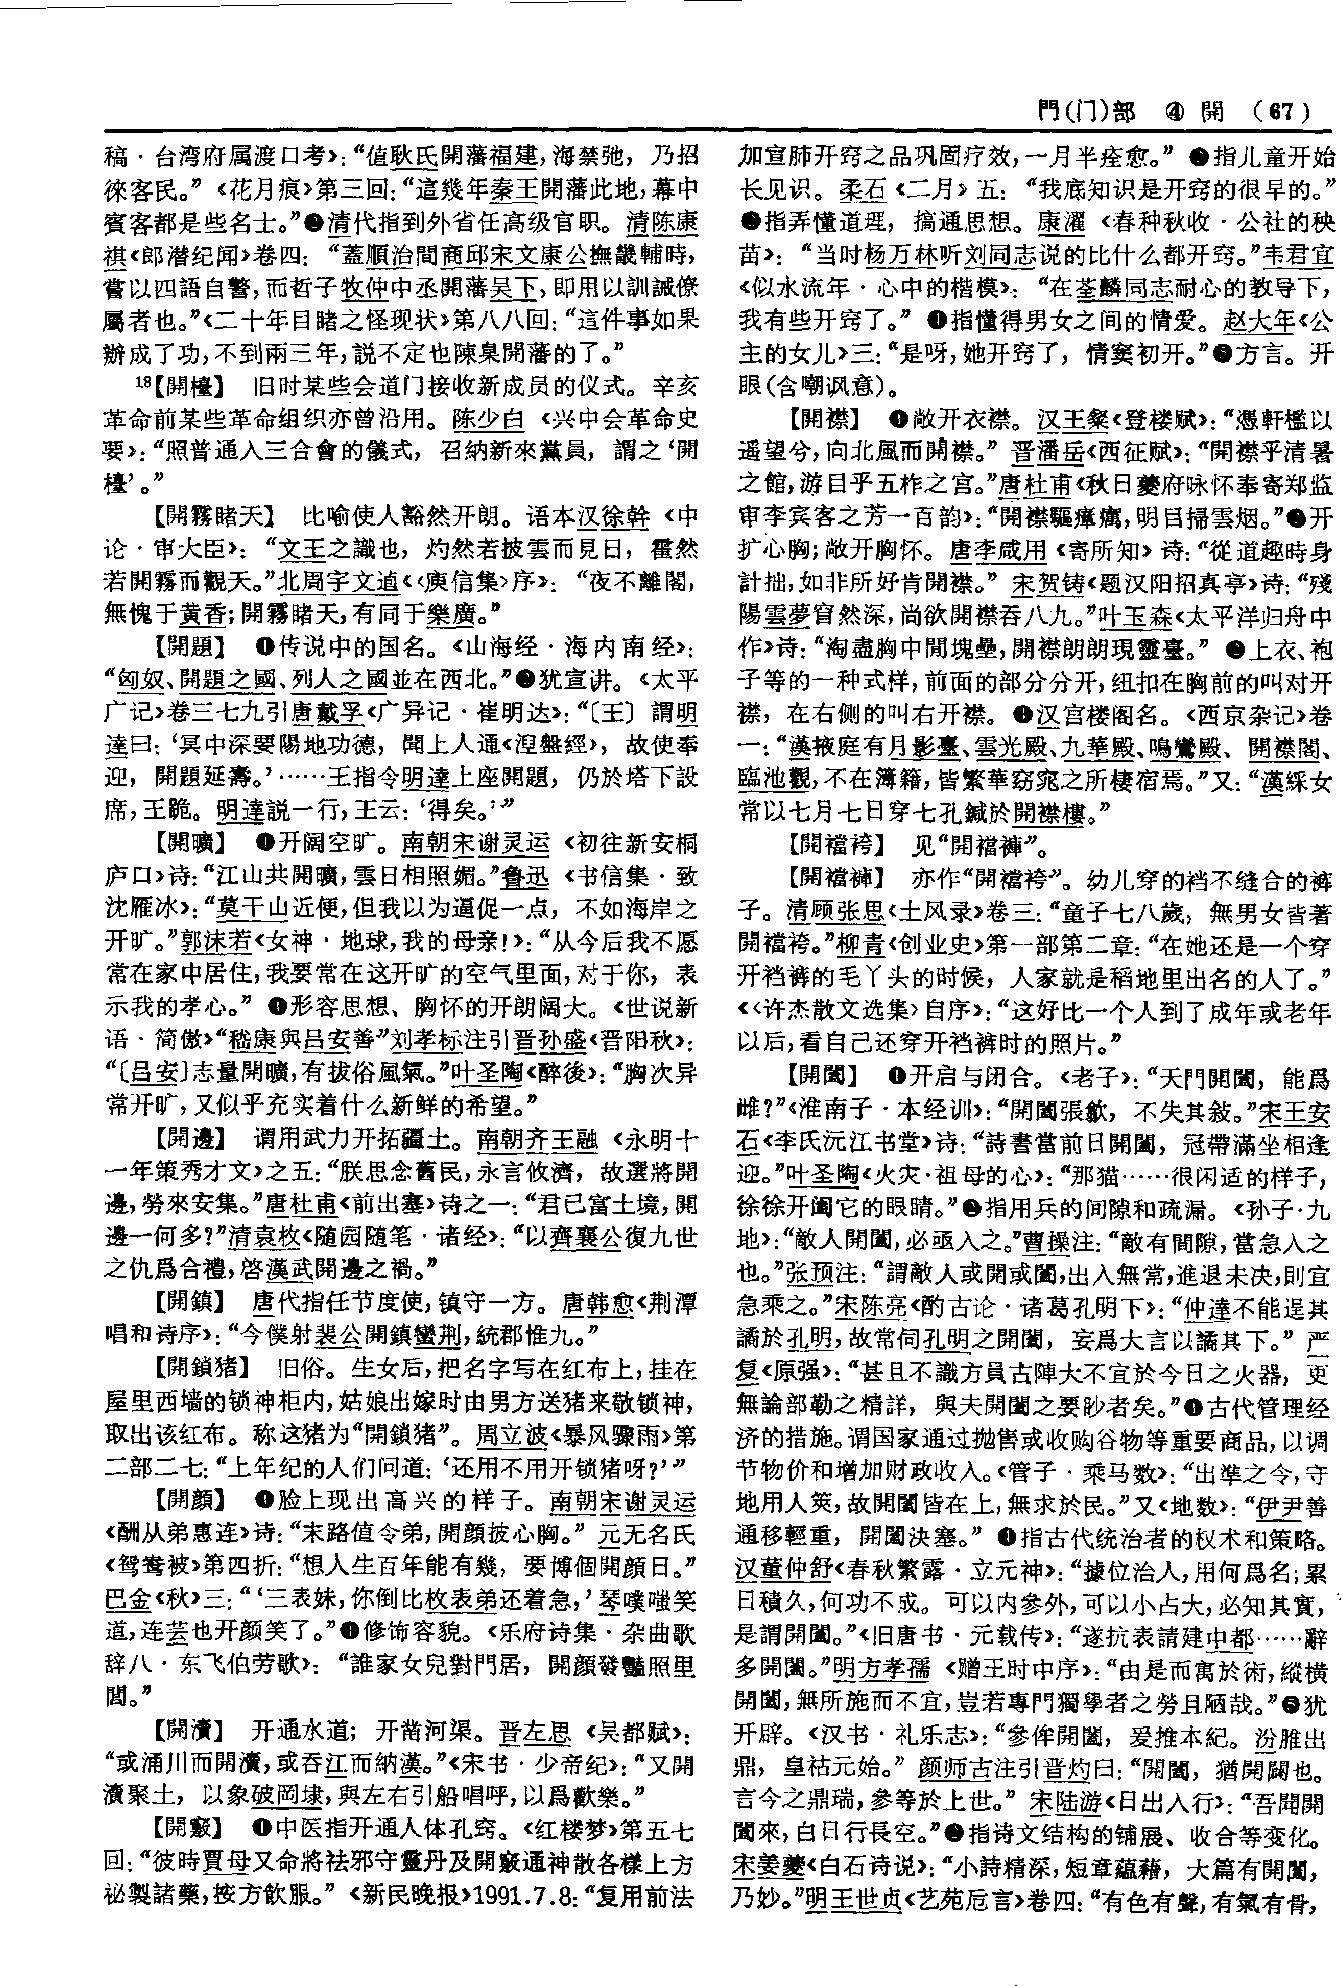 門(门)部 ④ 開 (67)
稿·台湾府属渡口考》：“值耿氏開藩福建，海禁弛，乃招
徠客民。”《花月痕》第三回：“這幾年秦王開藩此地，幕中
賓客都是些名士。”❷清代指到外省任高级官职。清陈康
祺《郎潜纪闻》卷四：“蓋順治間商邱宋文康公撫畿輔時，
嘗以四語自警，而哲子牧仲中丞開藩吴下，即用以訓誡僚
屬者也。”《二十年目睹之怪现状》第八八回：“這件事如果
辦成了功，不到兩三年，説不定也陳臬開藩的了。”
18【開檯】 旧时某些会道门接收新成员的仪式。辛亥
革命前某些革命组织亦曾沿用。陈少白《兴中会革命史
要》：“照普通入三合會的儀式，召納新來黨員，謂之‘開
檯’。”
【開霧睹天】 比喻使人豁然开朗。语本汉徐幹《中
论·审大臣》：“文王之識也，灼然若披雲而見日，霍然
若開霧而觀天。”北周宇文逌《〈庾信集〉序》：“夜不離閣，
無愧于黄香；開霧睹天，有同于樂廣。”
【開題】 ❶传说中的国名。《山海经·海内南经》：
“匈奴、開題之國、列人之國並在西北。”❷犹宣讲。《太平
广记》卷三七九引唐戴孚《广异记·崔明达》：“〔王〕謂明
達曰：‘冥中深要陽地功德，聞上人通《涅盤經》，故使奉
迎，開題延壽。’……王指令明達上座開題，仍於塔下設
席，王跪。明達説一行，王云：‘得矣。’”
【開曠】 ❶开阔空旷。南朝宋谢灵运《初往新安桐
庐口》诗：“江山共開曠，雲日相照媚。”鲁迅《书信集·致
沈雁冰》：“莫干山近便，但我以为逼促一点，不如海岸之
开旷。”郭沫若《女神·地球，我的母亲！》：“从今后我不愿
常在家中居住，我要常在这开旷的空气里面，对于你，表
示我的孝心。”❷形容思想、胸怀的开朗阔大。《世说新
语·简傲》“嵇康與吕安善”刘孝标注引晋孙盛《晋阳秋》：
“〔吕安〕志量開曠，有拔俗風氣。”叶圣陶《醉後》：“胸次异
常开旷，又似乎充实着什么新鲜的希望。”
【開邊】 谓用武力开拓疆土。南朝齐王融《永明十
一年策秀才文》之五：“朕思念舊民，永言攸濟，故選將開
邊，勞來安集。”唐杜甫《前出塞》诗之一：“君已富土境，開
邊一何多？”清袁枚《随园随笔·诸经》：“以齊襄公復九世
之仇爲合禮，啓漢武開邊之禍。”
【開鎮】 唐代指任节度使，镇守一方。唐韩愈《荆潭
唱和诗序》：“今僕射裴公開鎮蠻荆，統郡惟九。”
【開鎖猪】 旧俗。生女后，把名字写在红布上，挂在
屋里西墙的锁神柜内，姑娘出嫁时由男方送猪来敬锁神，
取出该红布。称这猪为“開鎖猪”。周立波《暴风骤雨》第
二部二七：“上年纪的人们问道：‘还用不用开锁猪呀？’”
【開顏】 ❶脸上现出高兴的样子。南朝宋谢灵运
《酬从弟惠连》诗：“末路值令弟，開顏披心胸。”元无名氏
《鸳鸯被》第四折：“想人生百年能有幾，要博個開顏日。”
巴金《秋》三：“‘三表妹，你倒比枚表弟还着急，’琴噗嗤笑
道，连芸也开颜笑了。”❷修饰容貌。《乐府诗集·杂曲歌
辞八·东飞伯劳歌》：“誰家女兒對門居，開顏發豔照里
閭。”
【開瀆】 开通水道；开凿河渠。晋左思《吴都赋》：
“或涌川而開瀆，或吞江而納漢。”《宋书·少帝纪》：“又開
瀆聚土，以象破岡埭，與左右引船唱呼，以爲歡樂。”
【開竅】 ❶中医指开通人体孔窍。《红楼梦》第五七
回：“彼時賈母又命將祛邪守靈丹及開竅通神散各樣上方
祕製諸藥，按方飲服。”《新民晚报》1991.7.8：“复用前法
加宣肺开窍之品巩固疗效，一月半痊愈。”❷指儿童开始
长见识。柔石《二月》五：“我底知识是开窍的很早的。”
❸指弄懂道理，搞通思想。康濯《春种秋收·公社的秧
苗》：“当时杨万林听刘同志说的比什么都开窍。”韦君宜
《似水流年·心中的楷模》：“在荃麟同志耐心的教导下，
我有些开窍了。”❹指懂得男女之间的情爱。赵大年《公
主的女儿》三：“是呀，她开窍了，情窦初开。”❺方言。开
眼(含嘲讽意)。
【開襟】 ❶敞开衣襟。汉王粲《登楼赋》：“憑軒檻以
遥望兮，向北風而開襟。”晋潘岳《西征赋》：“開襟乎清暑
之館，游目乎五柞之宫。”唐杜甫《秋日夔府咏怀奉寄郑监
审李宾客之芳一百韵》：“開襟驅瘴癘，明目掃雲烟。”❷开
扩心胸；敞开胸怀。唐李咸用《寄所知》诗：“從道趣時身
計拙，如非所好肯開襟。”宋贺铸《题汉阳招真亭》诗：“殘
陽雲夢窅然深，尚欲開襟吞八九。”叶玉森《太平洋归舟中
作》诗：“淘盡胸中閒塊壘，開襟朗朗現靈臺。”❸上衣、袍
子等的一种式样，前面的部分分开，纽扣在胸前的叫对开
襟，在右侧的叫右开襟。❹汉宫楼阁名。《西京杂记》卷
一：“漢掖庭有月影臺、雲光殿、九華殿、鳴鸞殿、開襟閣、
臨池觀，不在簿籍，皆繁華窈窕之所棲宿焉。”又：“漢綵女
常以七月七日穿七孔鍼於開襟樓。”
【開襠袴】 见“開襠褲”。
【開襠褲】 亦作“開襠袴”。幼儿穿的裆不缝合的裤
子。清顾张思《土风录》卷三：“童子七八歲，無男女皆著
開襠袴。”柳青《创业史》第一部第二章：“在她还是一个穿
开裆裤的毛丫头的时候，人家就是稻地里出名的人了。”
《〈许杰散文选集〉自序》：“这好比一个人到了成年或老年
以后，看自己还穿开裆裤时的照片。”
【開闔】 ❶开启与闭合。《老子》：“天門開闔，能爲
雌？”《淮南子·本经训》：“開闔張歙，不失其敍。”宋王安
石《李氏沅江书堂》诗：“詩書當前日開闔，冠帶滿坐相逢
迎。”叶圣陶《火灾·祖母的心》：“那猫……很闲适的样子，
徐徐开阖它的眼睛。”❷指用兵的间隙和疏漏。《孙子·九
地》：“敵人開闔，必亟入之。”曹操注：“敵有間隙，當急入之
也。”张预注：“謂敵人或開或闔，出入無常，進退未决，則宜
急乘之。”宋陈亮《酌古论·诸葛孔明下》：“仲達不能逞其
譎於孔明，故常伺孔明之開闔，妄爲大言以譎其下。”严
复《原强》：“甚且不識方員古陣大不宜於今日之火器，更
無論部勒之精詳，與夫開闔之要眇者矣。”❸古代管理经
济的措施。谓国家通过抛售或收购谷物等重要商品，以调
节物价和增加财政收入。《管子·乘马数》：“出準之令，守
地用人筴，故開闔皆在上，無求於民。”又《地数》：“伊尹善
通移輕重，開闔決塞。”❹指古代统治者的权术和策略。
汉董仲舒《春秋繁露·立元神》：“據位治人，用何爲名；累
日積久，何功不成。可以内參外，可以小占大，必知其實，
是謂開闔。”《旧唐书·元载传》：“遂抗表請建中都……辭
多開闔。”明方孝孺《赠王时中序》：“由是而寓於術，縱横
開闔，無所施而不宜，豈若專門獨學者之勞且陋哉。”❺犹
开辟。《汉书·礼乐志》：“參侔開闔，爰推本紀。汾脽出
鼎，皇祜元始。”颜师古注引晋灼曰：“開闔，猶開闢也。
言今之鼎瑞，參等於上世。”宋陆游《日出入行》：“吾聞開
闔來，白日行長空。”❻指诗文结构的铺展、收合等变化。
宋姜夔《白石诗说》：“小詩精深，短章藴藉，大篇有開闔，
乃妙。”明王世贞《艺苑卮言》卷四：“有色有聲，有氣有骨，